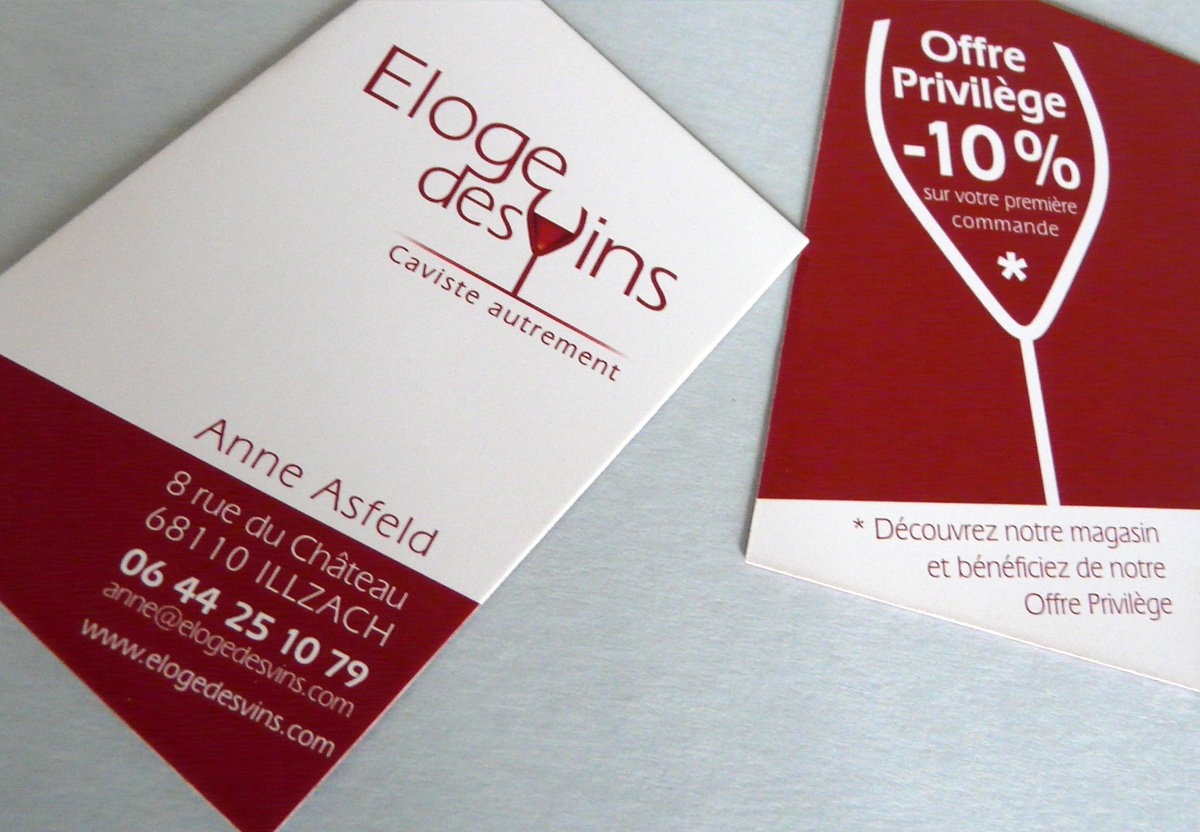 Eloge
des vins
Caviste autrement
Anne Asfeld
8 rue du Château
68110 ILLZACH
06 44 25 10 79
anne@elogedesvins.com
www.elogedesvins.com
Offre
Privilège
-10%
sur votre première
commande
*
* Découvrez notre magasin
et bénéficiez de notre
Offre Privilège